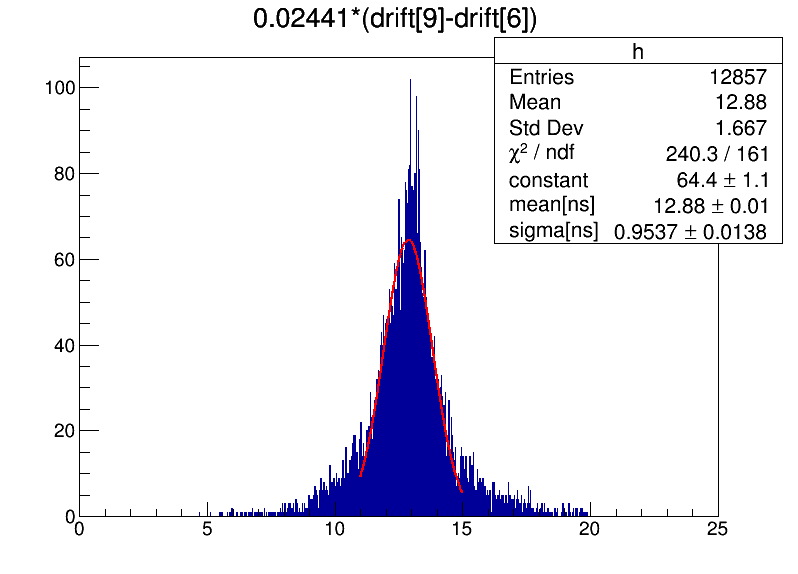 0.02441*(drift[9]-drift[6])
h
Entries 12857
Mean 12.88
Std Dev 1.667
χ² / ndf 240.3 / 161
constant 64.4 ± 1.1
mean[ns] 12.88 ± 0.01
sigma[ns] 0.9537 ± 0.0138
100
80
60
40
20
0
0 5 10 15 20 25